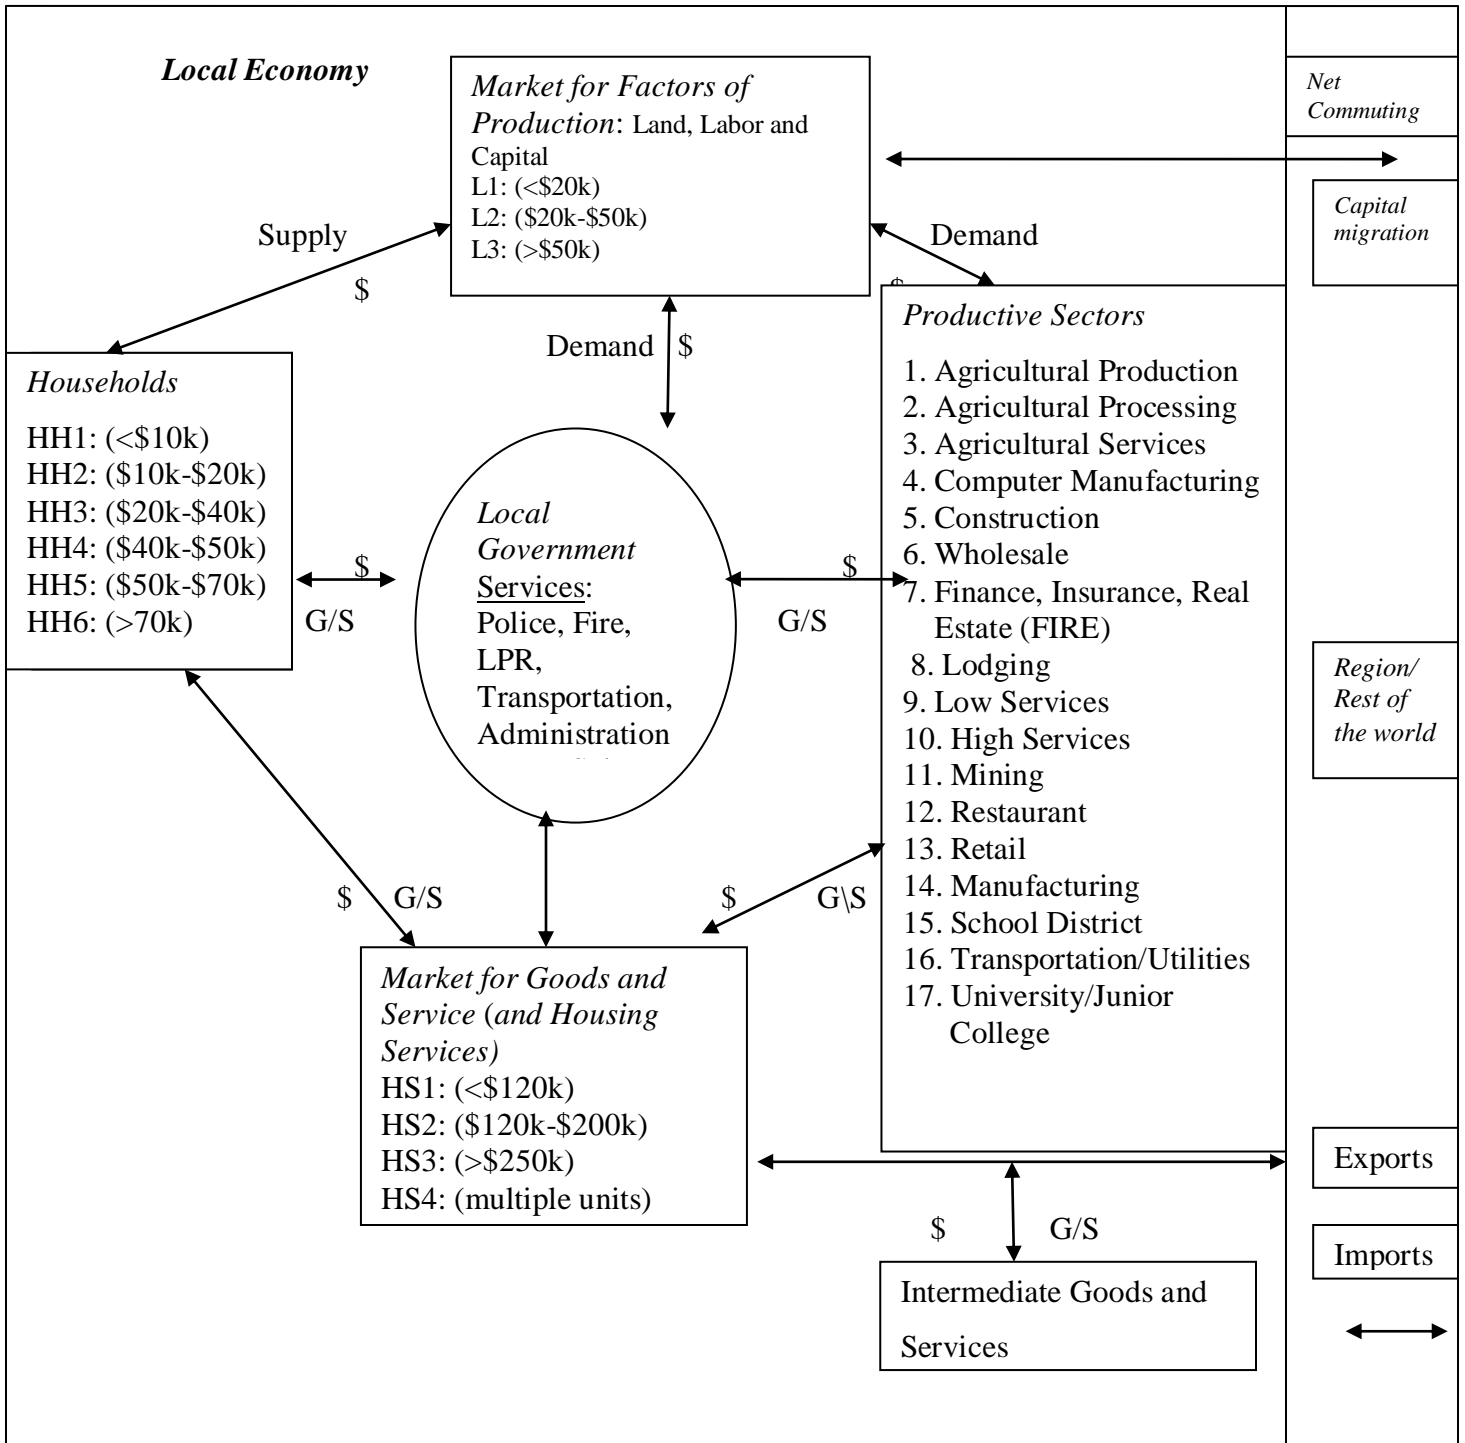 Local Economy
Market for Factors of
Production: Land, Labor and
Capital
L1: (<$20k)
L2: ($20k-$50k)
L3: (>$50k)
Net
Commuting
Capital
migration
Supply
$
Demand
Demand $
Households
HH1: (<$10k)
HH2: ($10k-$20k)
HH3: ($20k-$40k)
HH4: ($40k-$50k)
HH5: ($50k-$70k)
HH6: (>70k)
$
G/S
Local
Government
Services:
Police, Fire,
LPR,
Transportation,
Administration
$
G/S
Productive Sectors
1. Agricultural Production
2. Agricultural Processing
3. Agricultural Services
4. Computer Manufacturing
5. Construction
6. Wholesale
7. Finance, Insurance, Real
Estate (FIRE)
8. Lodging
9. Low Services
10. High Services
11. Mining
12. Restaurant
13. Retail
14. Manufacturing
15. School District
16. Transportation/Utilities
17. University/Junior
College
Region/
Rest of
the world
$ G/S
$ G\S
Market for Goods and
Service (and Housing
Services)
HS1: (<$120k)
HS2: ($120k-$200k)
HS3: (>$250k)
HS4: (multiple units)
$ G/S
Intermediate Goods and
Services
Exports
Imports